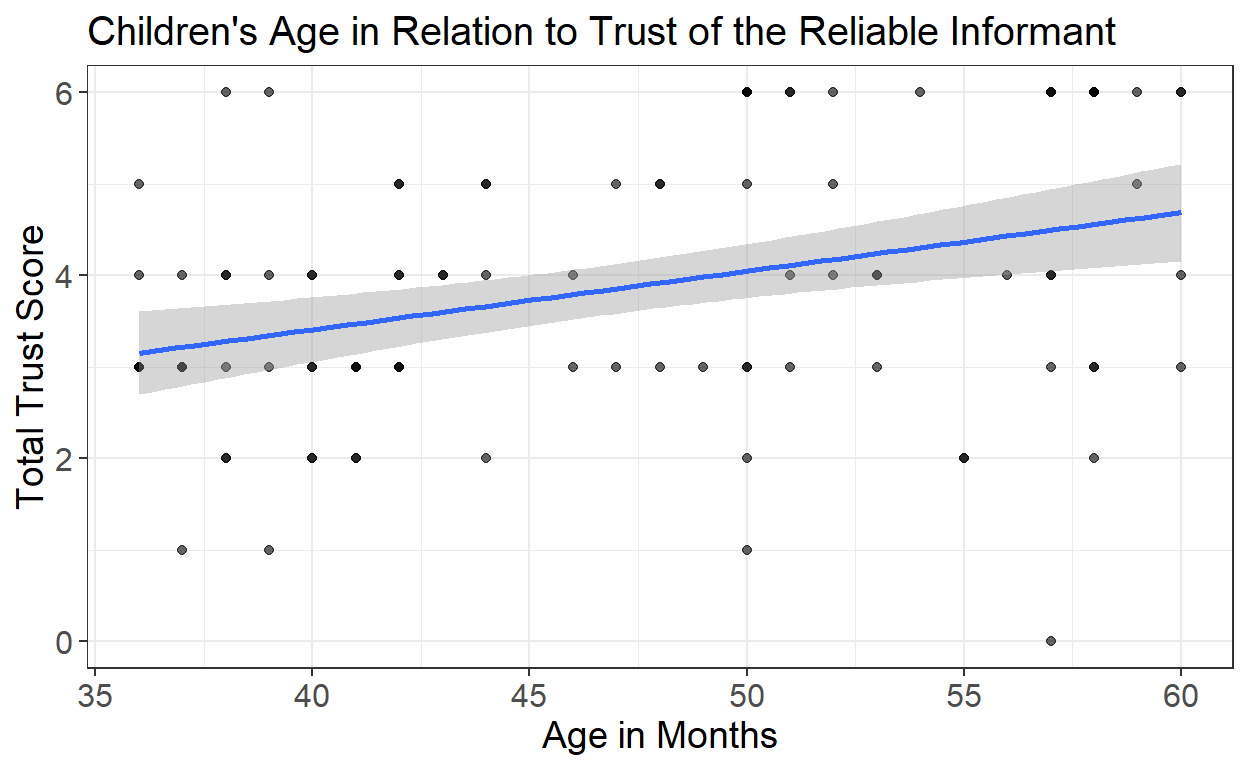 Children's Age in Relation to Trust of the Reliable Informant
Total Trust Score
6
4
2
0
35 40 45 50 55 60
Age in Months